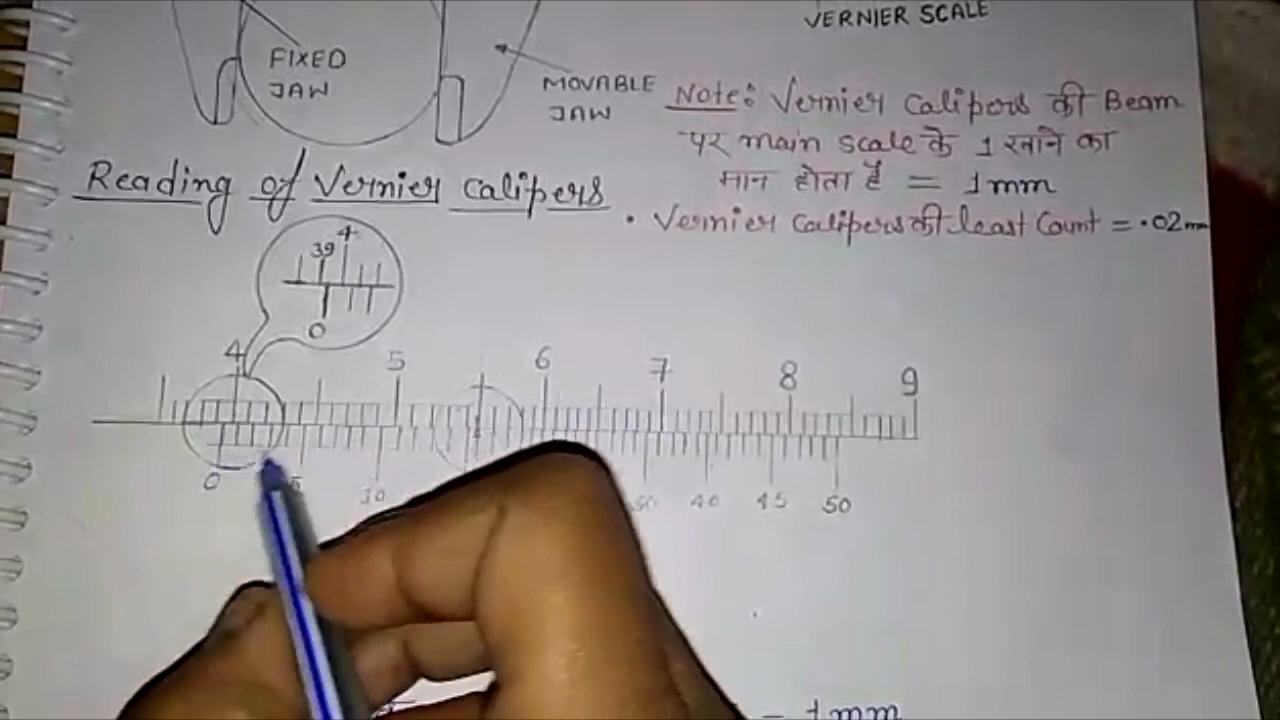 VERNIER SCALE
FIXED
JAW
MOVABLE
JAW
Note: Vernier Calipers की Beam
पर main scale के 1 खाने का
मान होता है = 1mm
Reading of Vernier Calipers
• Vernier Calipers की least Count = .02mm
39 4
0
4 5 6 7 8 9
0 5 10 40 45 50
= 1mm